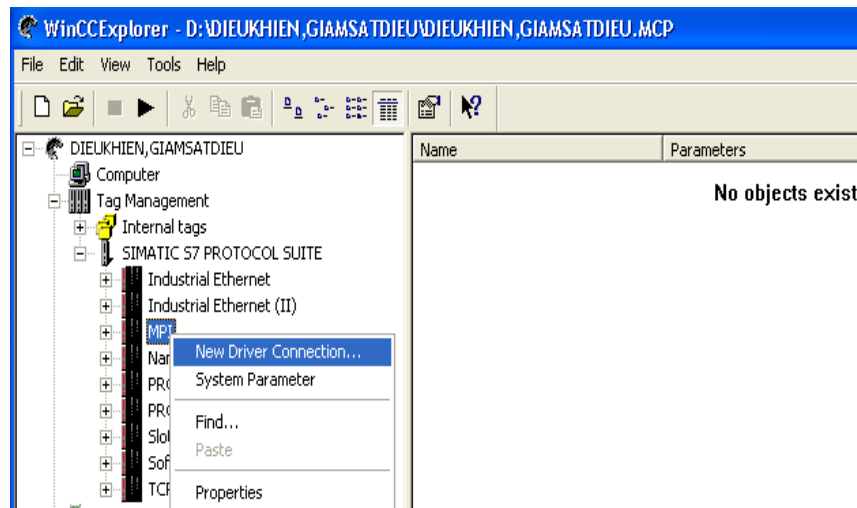 WinCCExplorer - D:\DIEUKHIEN,GIAMSATDIEU\DIEUKHIEN,GIAMSATDIEU.MCP
File Edit View Tools Help
DIEUKHIEN,GIAMSATDIEU
Computer
Tag Management
Internal tags
SIMATIC S7 PROTOCOL SUITE
Industrial Ethernet
Industrial Ethernet (II)
MPI
New Driver Connection...
System Parameter
Find...
Paste
Properties
Name Parameters
No objects exist